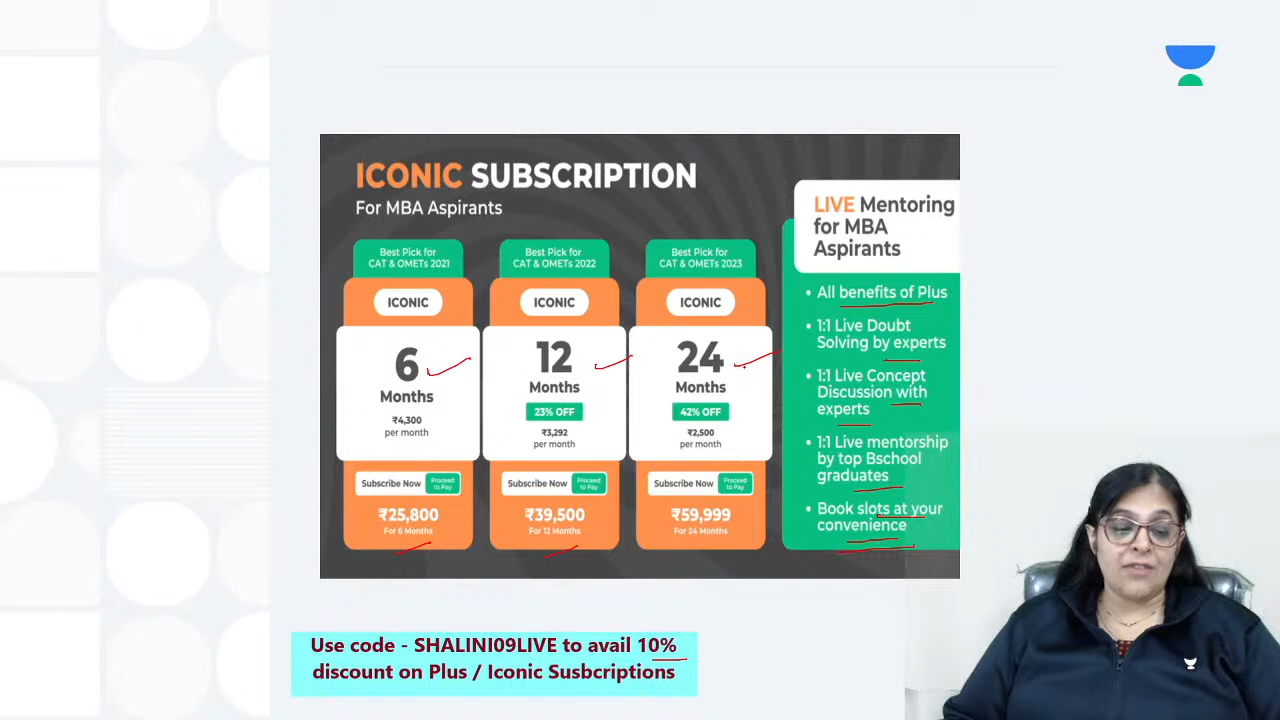 ICONIC SUBSCRIPTION
For MBA Aspirants
Best Pick for
CAT & OMETs 2021
ICONIC
6
Months
₹4,300
per month
Subscribe Now
Proceed
to Pay
₹25,800
For 6 Months
Best Pick for
CAT & OMETs 2022
ICONIC
12
Months
23% OFF
₹3,292
per month
Subscribe Now
Proceed
to Pay
₹39,500
For 12 Months
Best Pick for
CAT & OMETs 2023
ICONIC
24
Months
42% OFF
₹2,500
per month
Subscribe Now
Proceed
to Pay
₹59,999
For 24 Months
LIVE Mentoring
for MBA
Aspirants
• All benefits of Plus
• 1:1 Live Doubt
Solving by experts
• 1:1 Live Concept
Discussion with
experts
• 1:1 Live mentorship
by top Bschool
graduates
• Book slots at your
convenience
Use code - SHALINI09LIVE to avail 10%
discount on Plus / Iconic Susbcriptions